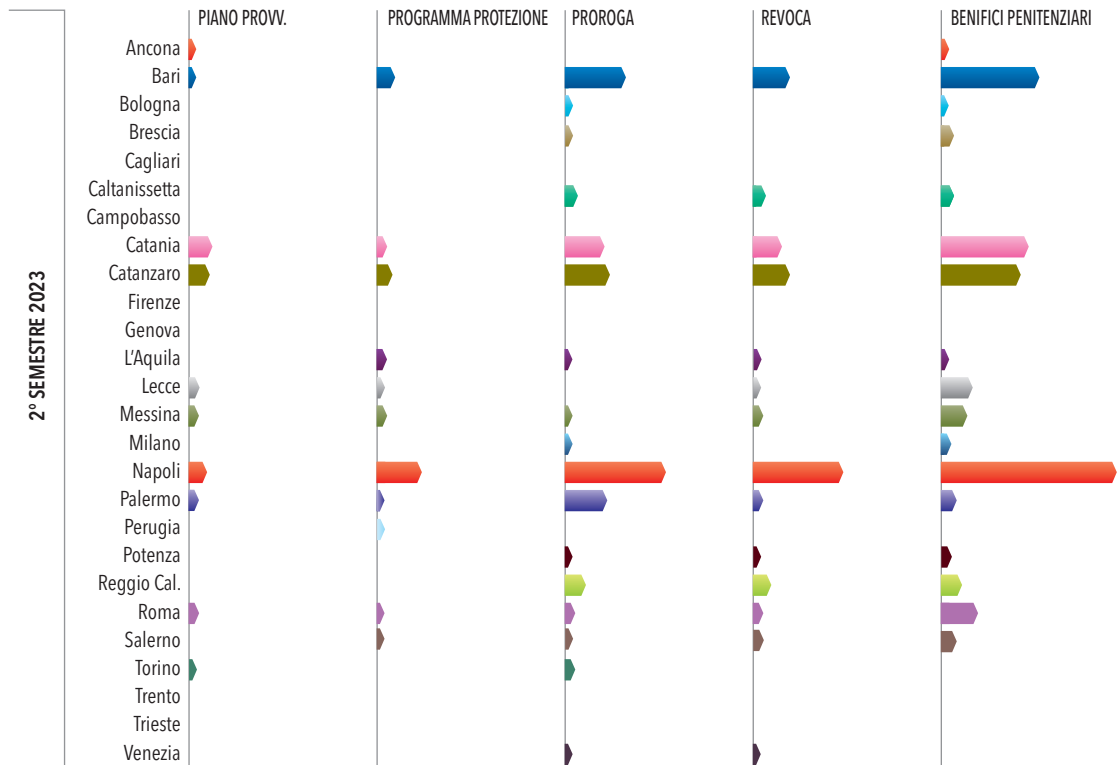 PIANO PROVV. PROGRAMMA PROTEZIONE PROROGA REVOCA BENIFICI PENITENZIARI
2° SEMESTRE 2023
Ancona
Bari
Bologna
Brescia
Cagliari
Caltanissetta
Campobasso
Catania
Catanzaro
Firenze
Genova
L'Aquila
Lecce
Messina
Milano
Napoli
Palermo
Perugia
Potenza
Reggio Cal.
Roma
Salerno
Torino
Trento
Trieste
Venezia